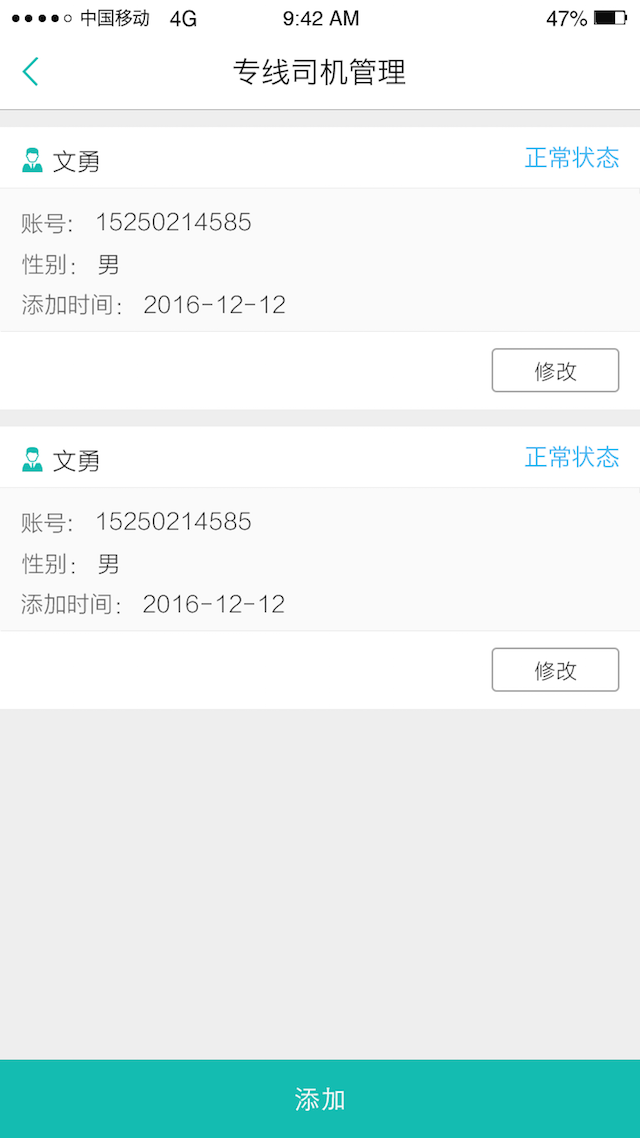 中国移动 4G 9:42 AM 47%
专线司机管理
文勇 正常状态
账号: 15250214585
性别: 男
添加时间: 2016-12-12
修改
文勇 正常状态
账号: 15250214585
性别: 男
添加时间: 2016-12-12
修改
添加